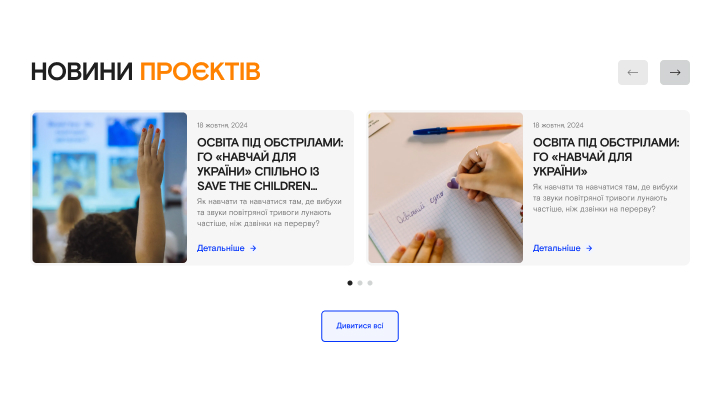 НОВИНИ ПРОЄКТІВ
18 жовтня, 2024
ОСВІТА ПІД ОБСТРІЛАМИ:
ГО «НАВЧАЙ ДЛЯ
УКРАЇНИ» СПІЛЬНО ІЗ
SAVE THE CHILDREN...
Як навчати та навчатися там, де вибухи
та звуки повітряної тривоги лунають
частіше, ніж дзвінки на перерву?
Детальніше →
18 жовтня, 2024
ОСВІТА ПІД ОБСТРІЛАМИ:
ГО «НАВЧАЙ ДЛЯ
УКРАЇНИ»
Як навчати та навчатися там, де вибухи
та звуки повітряної тривоги лунають
частіше, ніж дзвінки на перерву?
Детальніше →
Дивитися всі